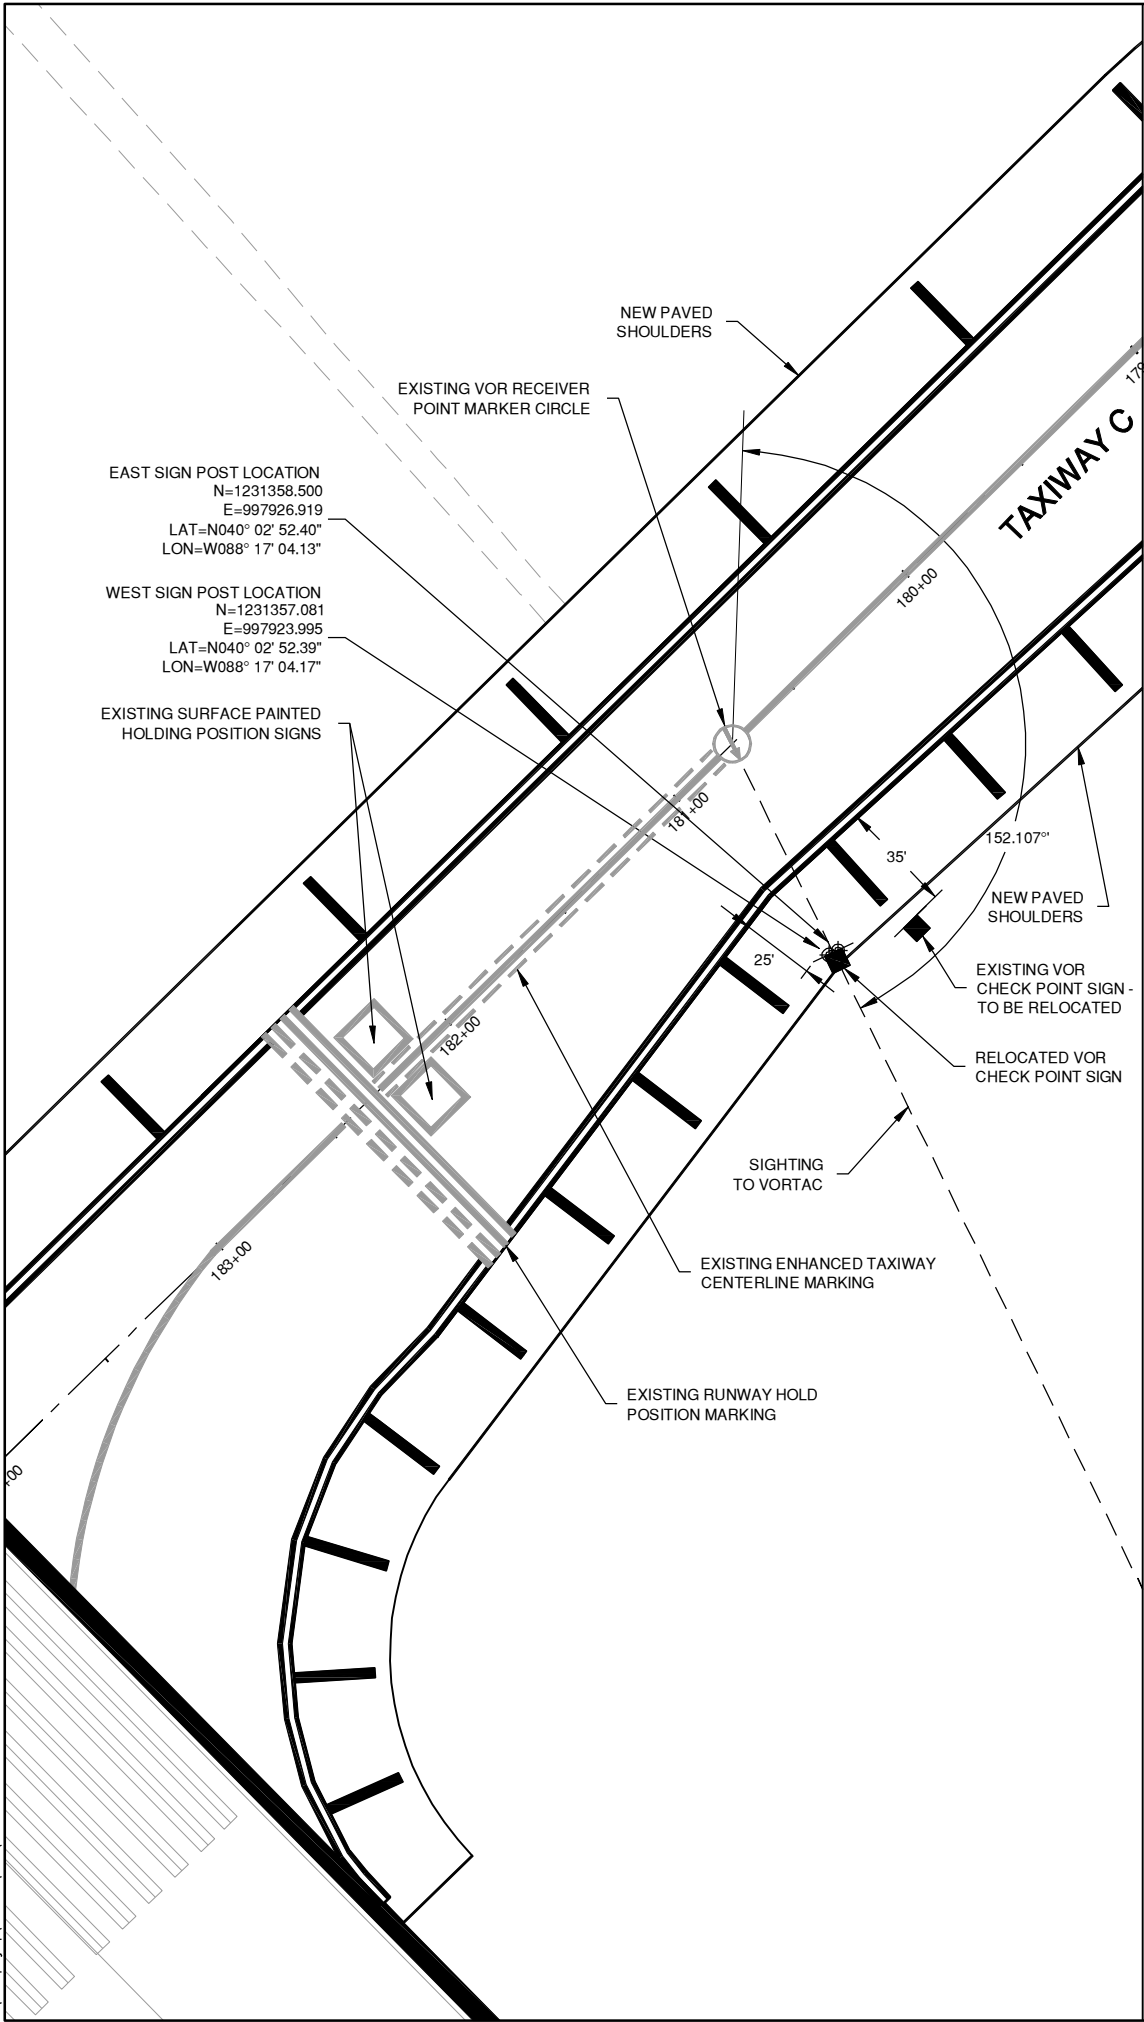 NEW PAVED
SHOULDERS
EXISTING VOR RECEIVER
POINT MARKER CIRCLE
EAST SIGN POST LOCATION
N=1231358.500
E=997926.919
LAT=N040° 02' 52.40"
LON=W088° 17' 04.13"
WEST SIGN POST LOCATION
N=1231357.081
E=997923.995
LAT=N040° 02' 52.39"
LON=W088° 17' 04.17"
EXISTING SURFACE PAINTED
HOLDING POSITION SIGNS
179
TAXIWAY C
180+00
181+00
182+00
183+00
+00
152.107°'
35'
25'
NEW PAVED
SHOULDERS
EXISTING VOR
CHECK POINT SIGN -
TO BE RELOCATED
RELOCATED VOR
CHECK POINT SIGN
SIGHTING
TO VORTAC
EXISTING ENHANCED TAXIWAY
CENTERLINE MARKING
EXISTING RUNWAY HOLD
POSITION MARKING